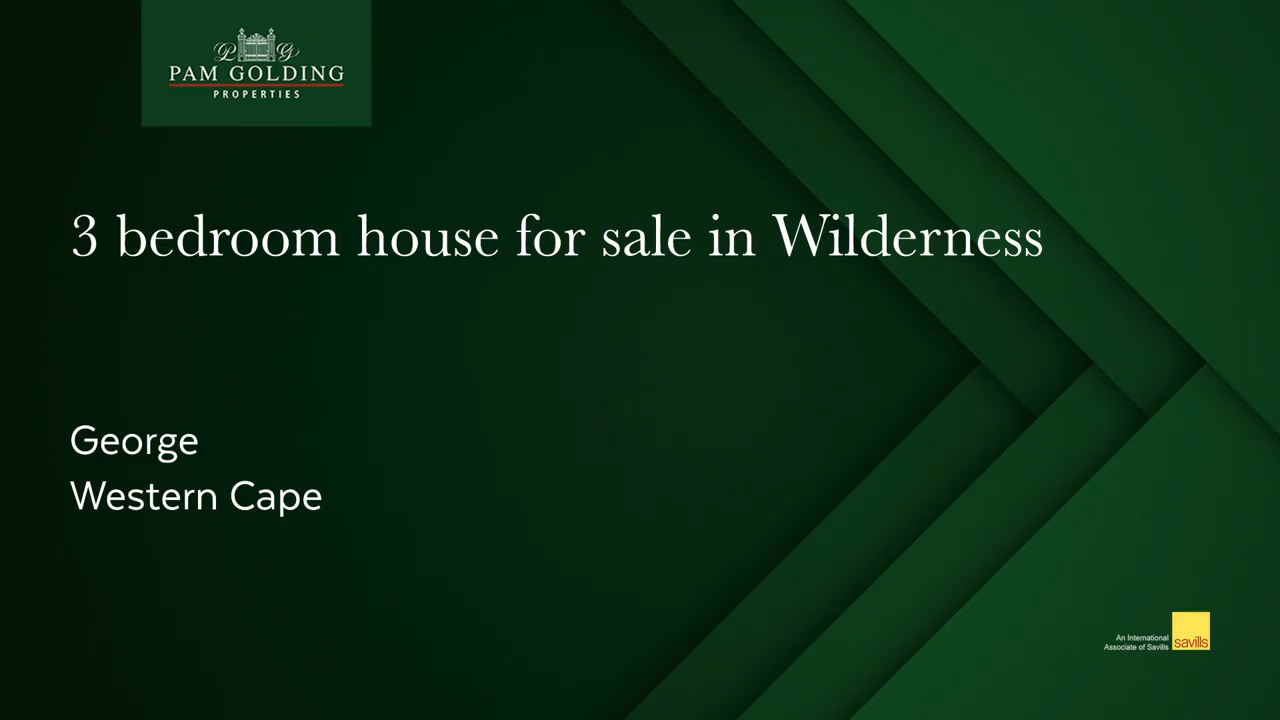 PG
PAM GOLDING
PROPERTIES
3 bedroom house for sale in Wilderness
George
Western Cape
An International
Associate of Savills
savills